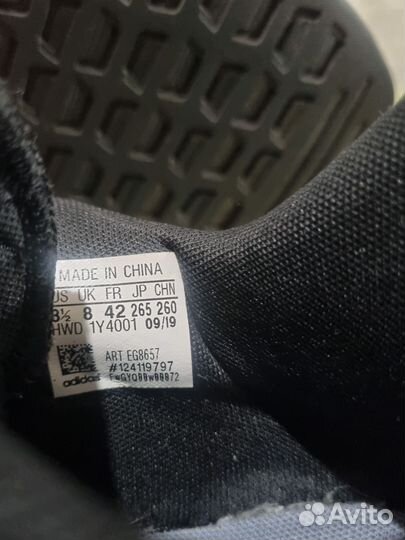 MADE IN CHINA
US UK FR JP CHN
8½ 8 42 265 260
HWD 1Y4001 09/19
ART EG8657
#124119797
adidas
Avito